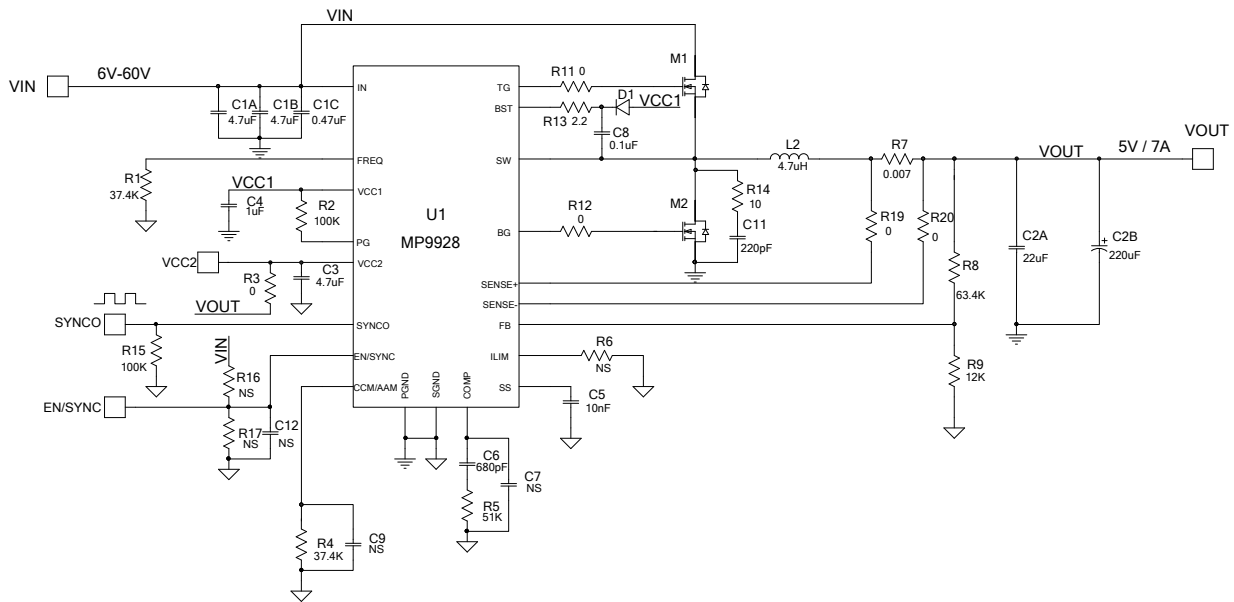 VIN
M1
VIN
6V-60V
IN
TG
R11 0
C1A
4.7uF
C1B
4.7uF
C1C
0.47uF
BST
R13 2.2
D1
VCC1
C8
0.1uF
FREQ
SW
L2
4.7uH
R7
0.007
VOUT
5V / 7A
VOUT
R1
37.4K
VCC1
C4
1uF
R2
100K
VCC1
PG
U1
MP9928
BG
R12
0
M2
R14
10
C11
220pF
R19
0
R20
0
R8
63.4K
C2A
22uF
+
C2B
220uF
VCC2
VCC2
R3
0
C3
4.7uF
VOUT
SENSE+
SENSE-
SYNCO
SYNCO
FB
R15
100K
VIN
R16
NS
EN/SYNC
ILIM
R6
NS
R9
12K
CCM/AAM
PGND
SGND
COMP
SS
C5
10nF
EN/SYNC
R17
NS
C12
NS
C6
680pF
C7
NS
R5
51K
R4
37.4K
C9
NS